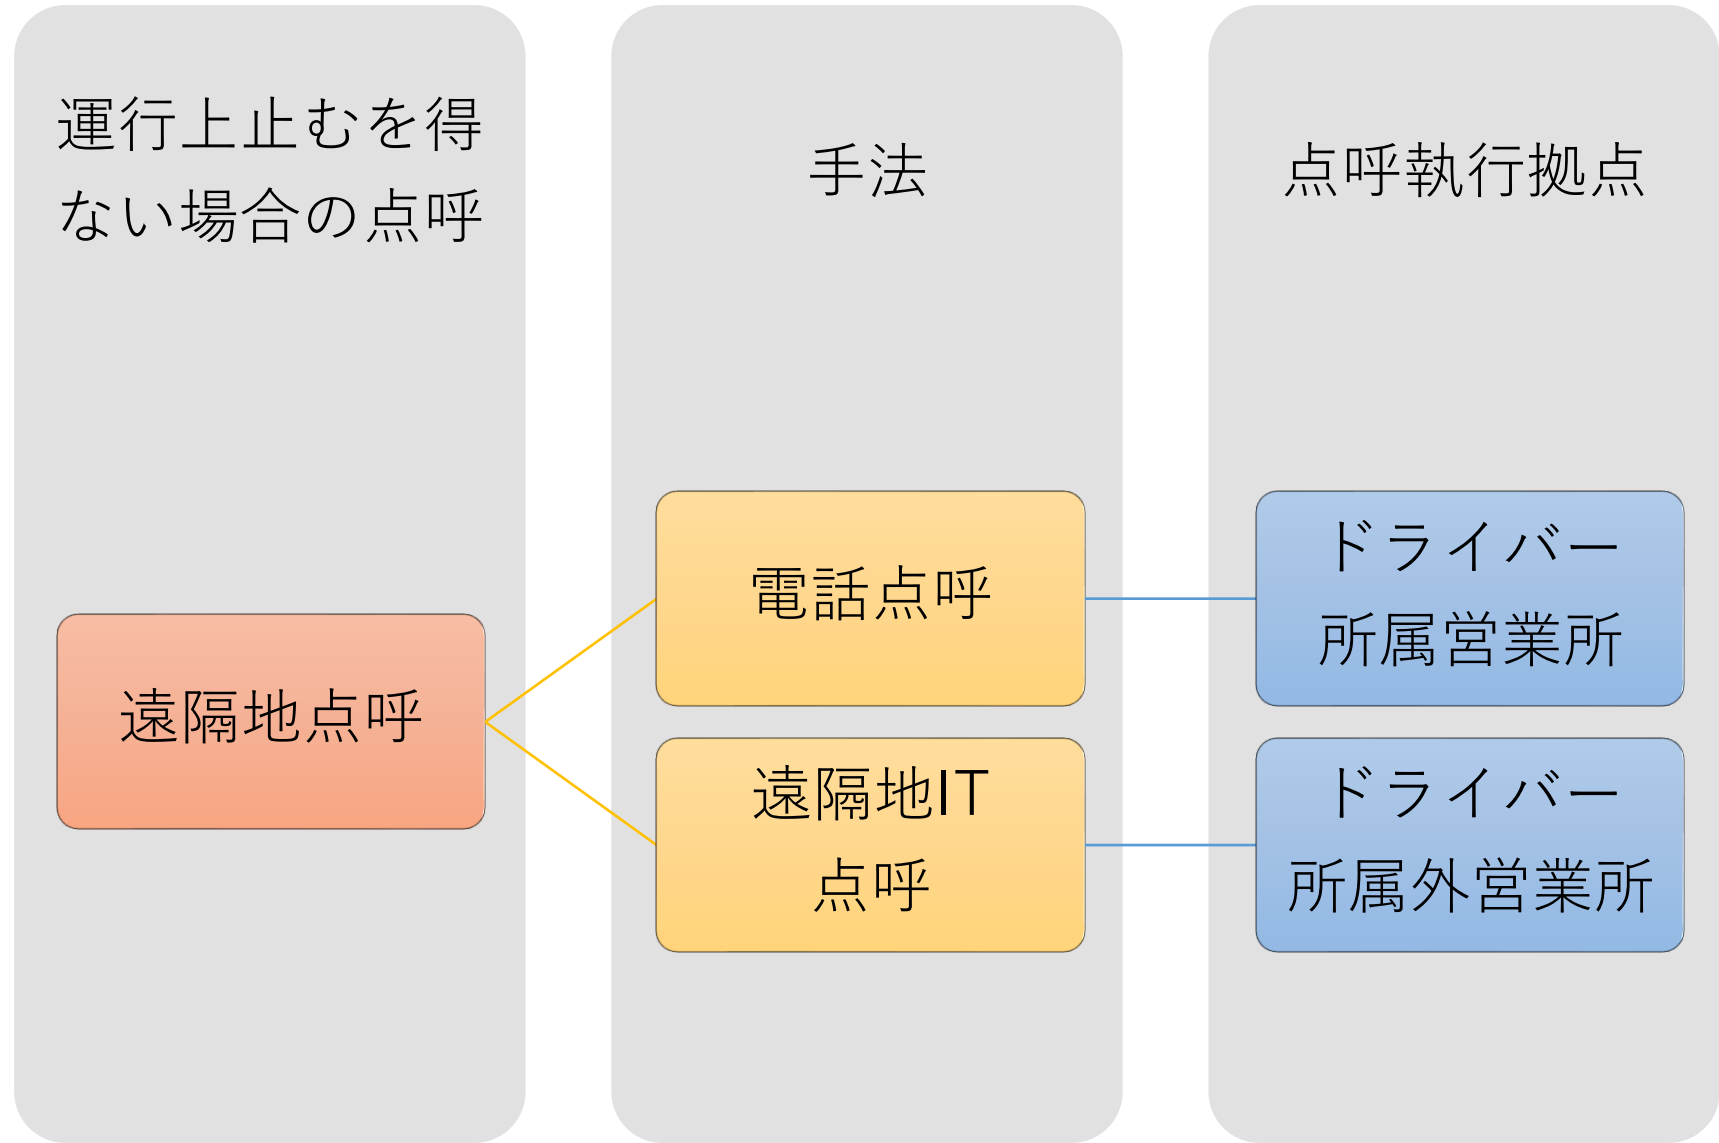 運行上止むを得
ない場合の点呼
手法
点呼執行拠点
遠隔地点呼
電話点呼
遠隔地IT
点呼
ドライバー
所属営業所
ドライバー
所属外営業所